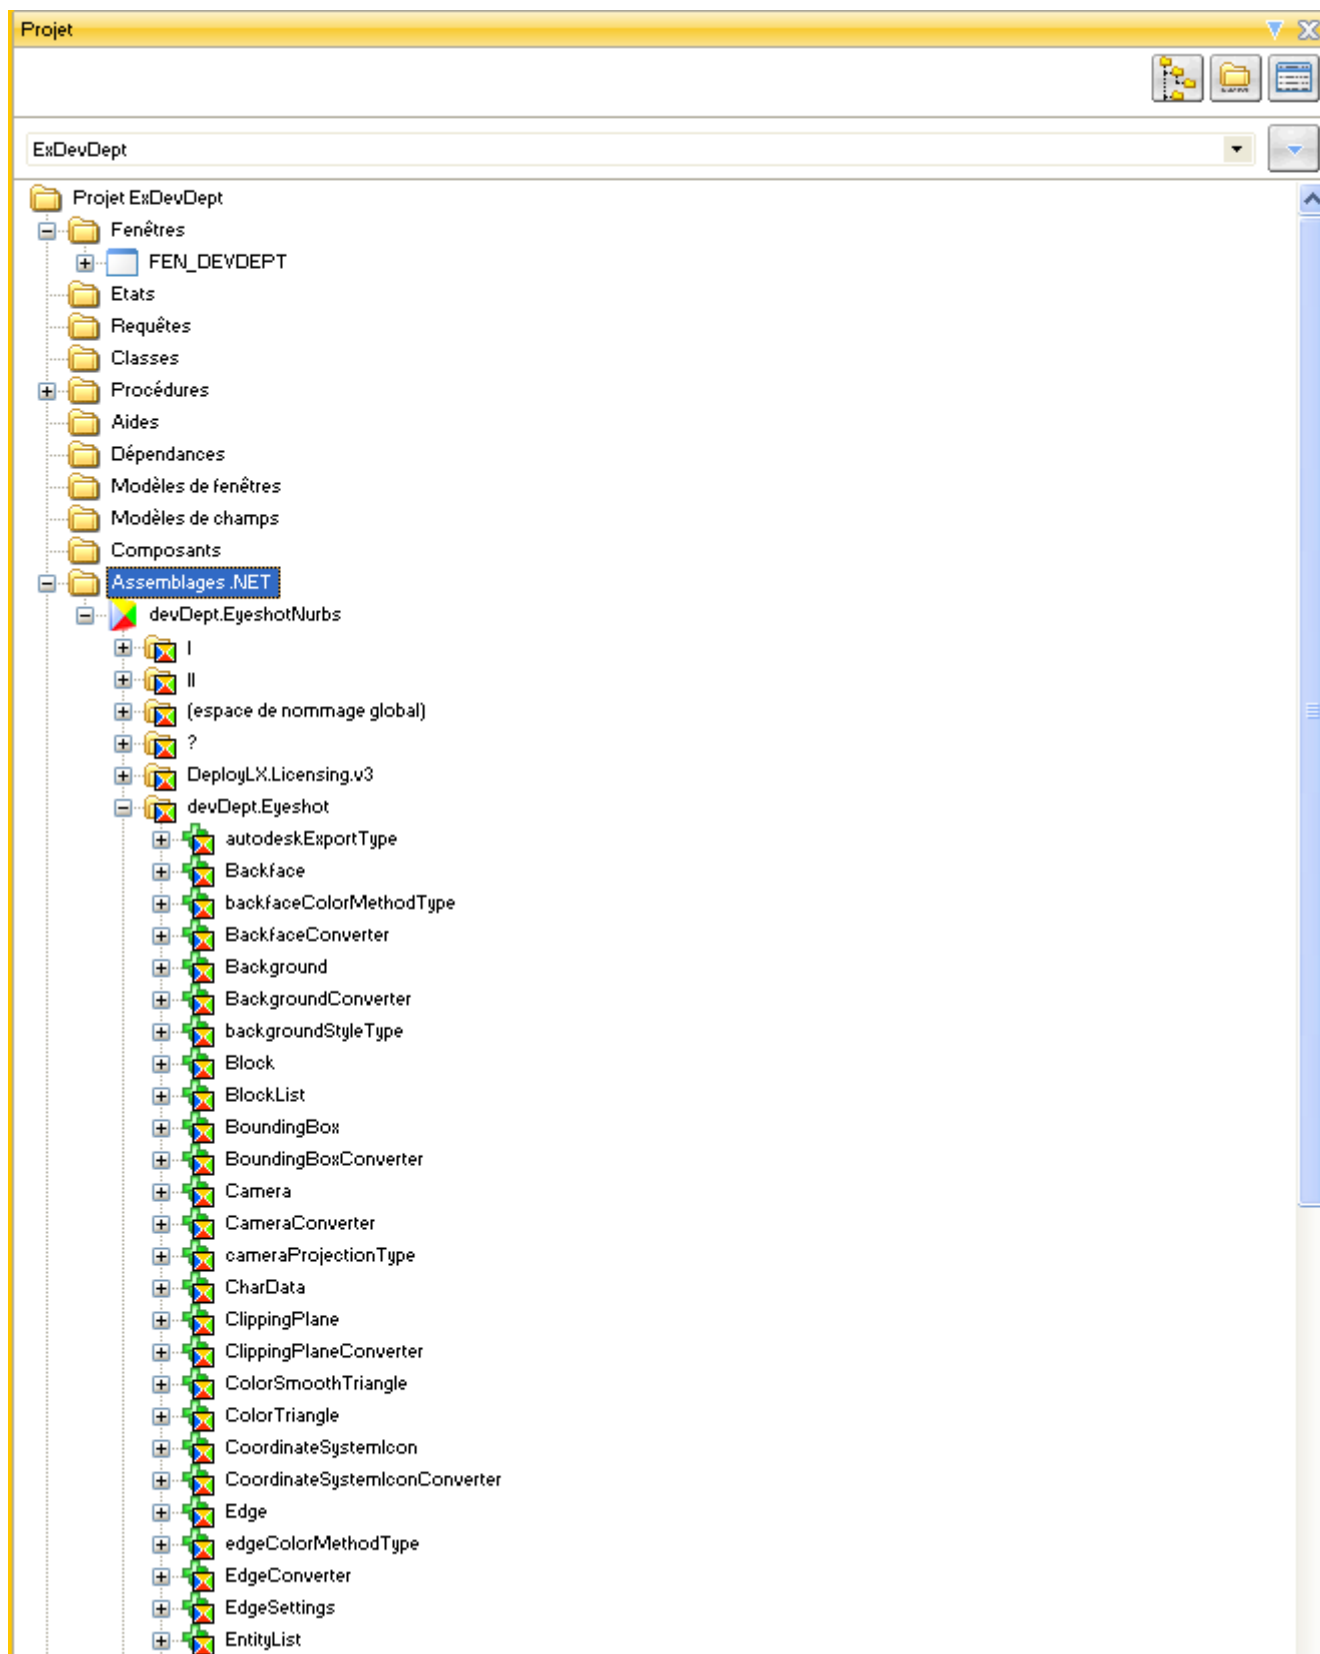 Projet
ExDevDept
Projet ExDevDept
Fenêtres
FEN_DEVDEPT
Etats
Requêtes
Classes
Procédures
Aides
Dépendances
Modèles de fenêtres
Modèles de champs
Composants
Assemblages .NET
devDept.EyeshotNurbs
I
II
(espace de nommage global)
?
DeployLX.Licensing.v3
devDept.Eyeshot
autodeskExportType
Backface
backfaceColorMethodType
BackfaceConverter
Background
BackgroundConverter
backgroundStyleType
Block
BlockList
BoundingBox
BoundingBoxConverter
Camera
CameraConverter
cameraProjectionType
CharData
ClippingPlane
ClippingPlaneConverter
ColorSmoothTriangle
ColorTriangle
CoordinateSystemIcon
CoordinateSystemIconConverter
Edge
edgeColorMethodType
EdgeConverter
EdgeSettings
EntityList